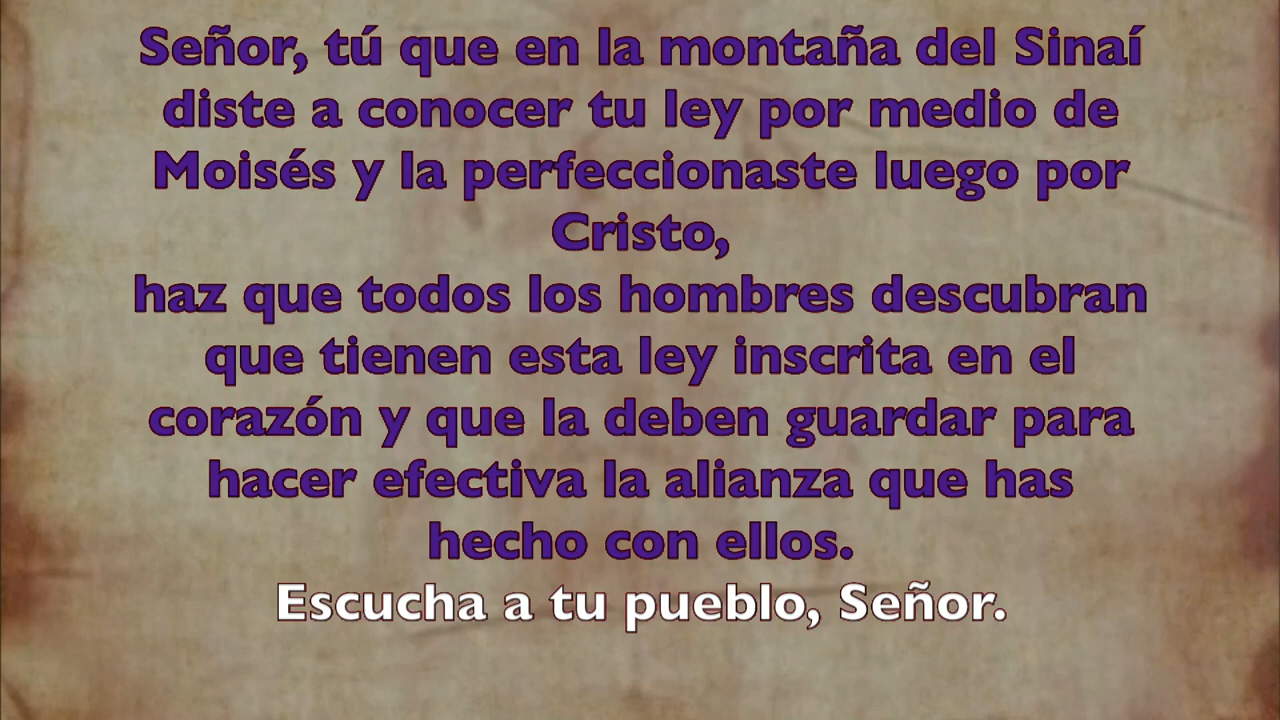 Señor, tú que en la montaña del Sinaí
diste a conocer tu ley por medio de
Moisés y la perfeccionaste luego por
Cristo,
haz que todos los hombres descubran
que tienen esta ley inscrita en el
corazón y que la deben guardar para
hacer efectiva la alianza que has
hecho con ellos.
Escucha a tu pueblo, Señor.